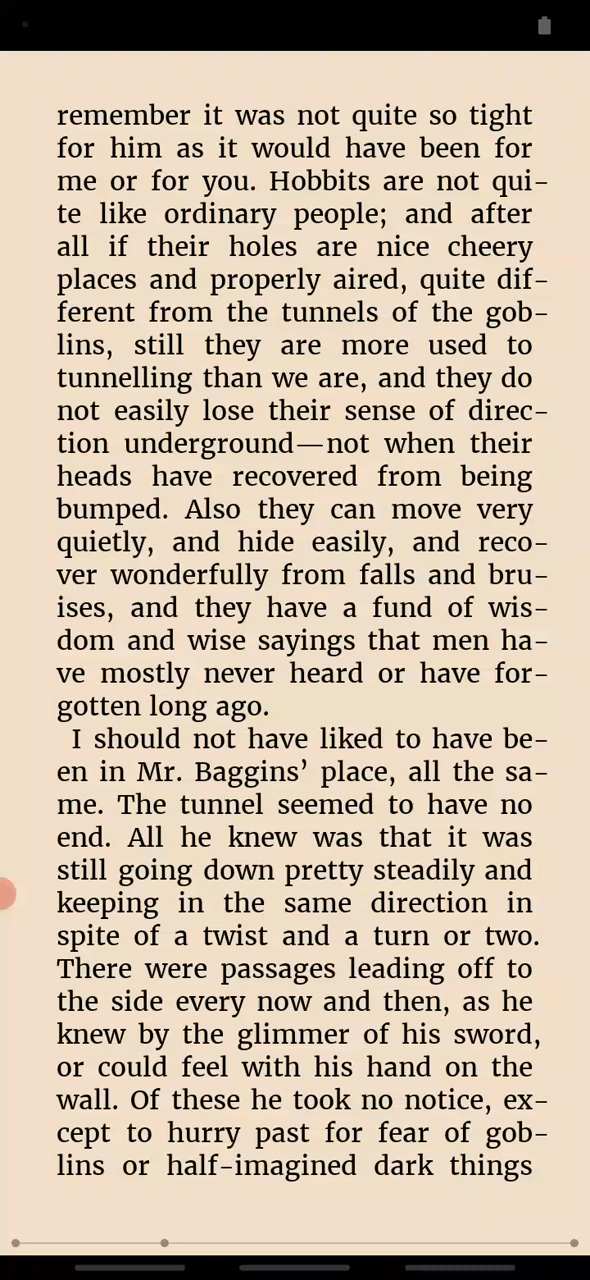 remember it was not quite so tight
for him as it would have been for
me or for you. Hobbits are not qui-
te like ordinary people; and after
all if their holes are nice cheery
places and properly aired, quite dif-
ferent from the tunnels of the gob-
lins, still they are more used to
tunnelling than we are, and they do
not easily lose their sense of direc-
tion underground—not when their
heads have recovered from being
bumped. Also they can move very
quietly, and hide easily, and reco-
ver wonderfully from falls and bru-
ises, and they have a fund of wis-
dom and wise sayings that men ha-
ve mostly never heard or have for-
gotten long ago.
I should not have liked to have be-
en in Mr. Baggins’ place, all the sa-
me. The tunnel seemed to have no
end. All he knew was that it was
still going down pretty steadily and
keeping in the same direction in
spite of a twist and a turn or two.
There were passages leading off to
the side every now and then, as he
knew by the glimmer of his sword,
or could feel with his hand on the
wall. Of these he took no notice, ex-
cept to hurry past for fear of gob-
lins or half-imagined dark things